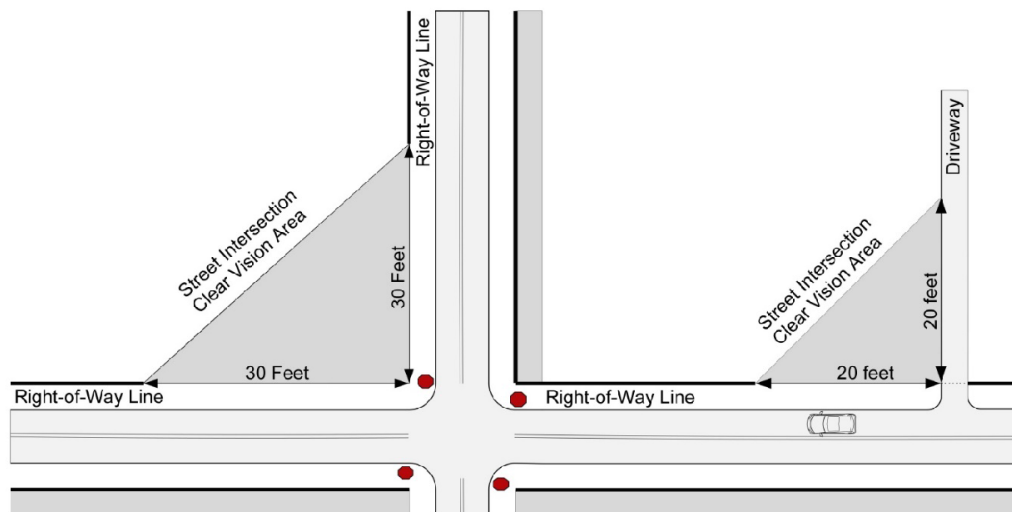 Right-of-Way Line
Street Intersection
Clear Vision Area
30 Feet
30 Feet
Right-of-Way Line
Driveway
Street Intersection
Clear Vision Area
20 feet
20 feet
Right-of-Way Line